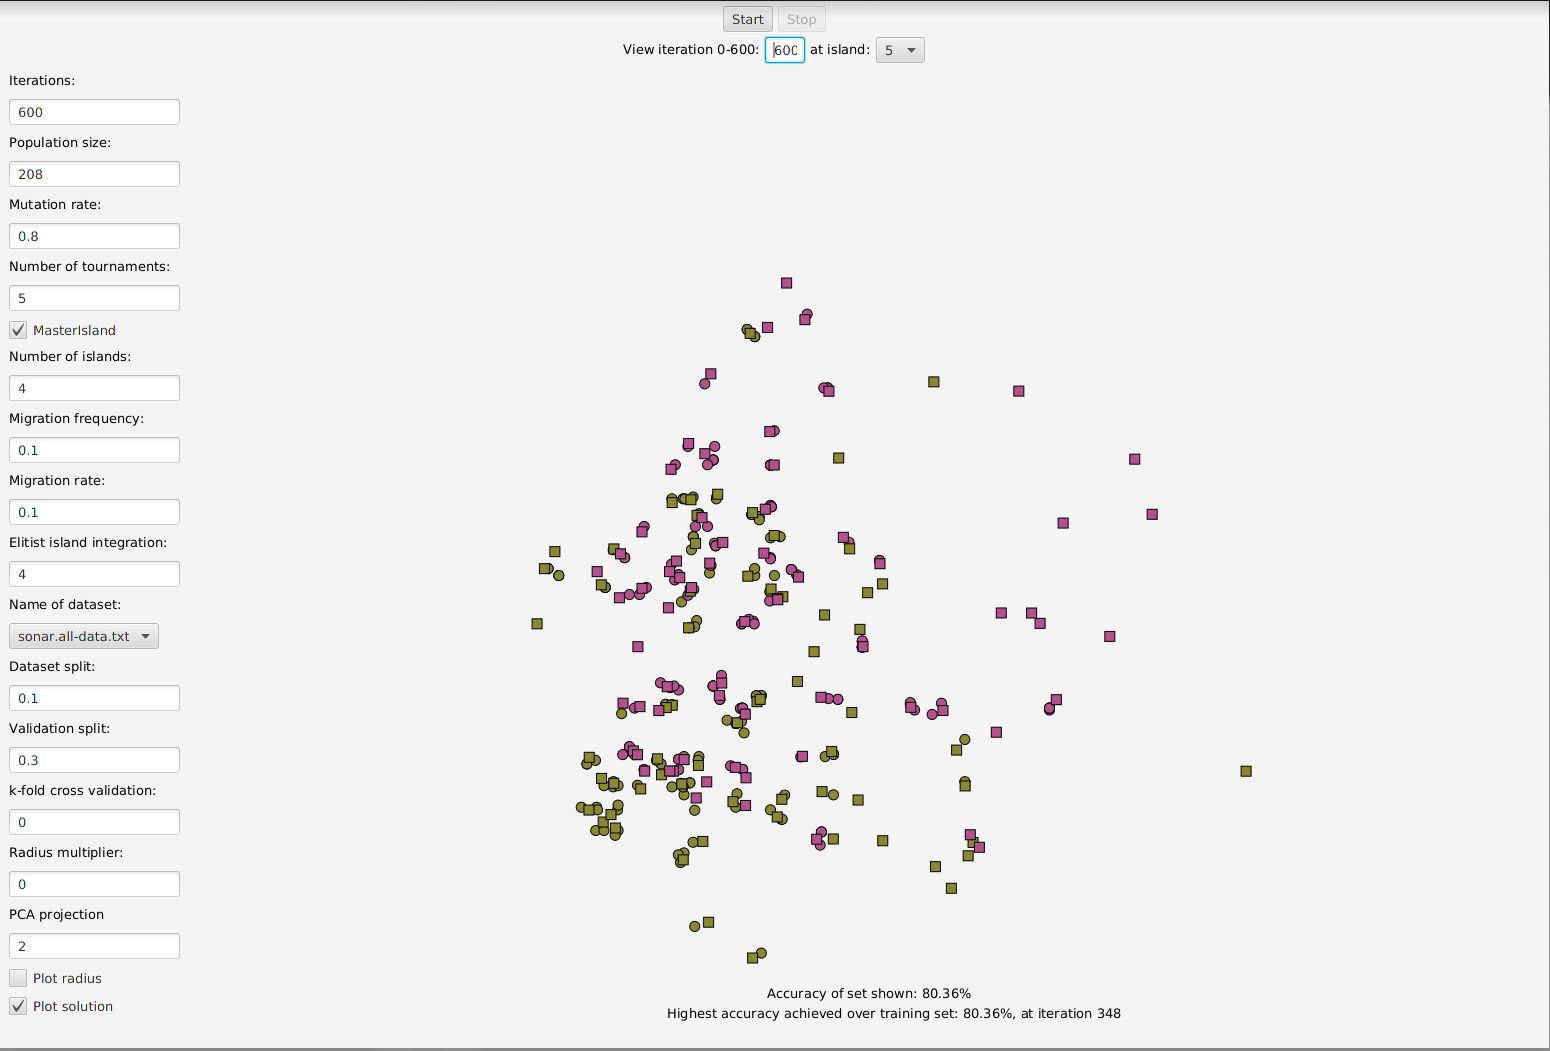 Start Stop
View iteration 0-600: 600 at island: 5
Iterations:
600
Population size:
208
Mutation rate:
0.8
Number of tournaments:
5
MasterIsland
Number of islands:
4
Migration frequency:
0.1
Migration rate:
0.1
Elitist island integration:
4
Name of dataset:
sonar.all-data.txt
Dataset split:
0.1
Validation split:
0.3
k-fold cross validation:
0
Radius multiplier:
0
PCA projection
2
Plot radius
Plot solution
Accuracy of set shown: 80.36%
Highest accuracy achieved over training set: 80.36%, at iteration 348